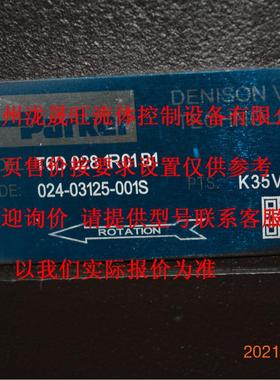 DENISON V
州泷晟旺流体控制设备有限公
Parker
页售价按要求设置仅供参考
T6D 028 1R01 B1
024-03125-001S
K35V
迎询价 请提供型号联系客服
以我们实际报价为准
ROTATION
2021